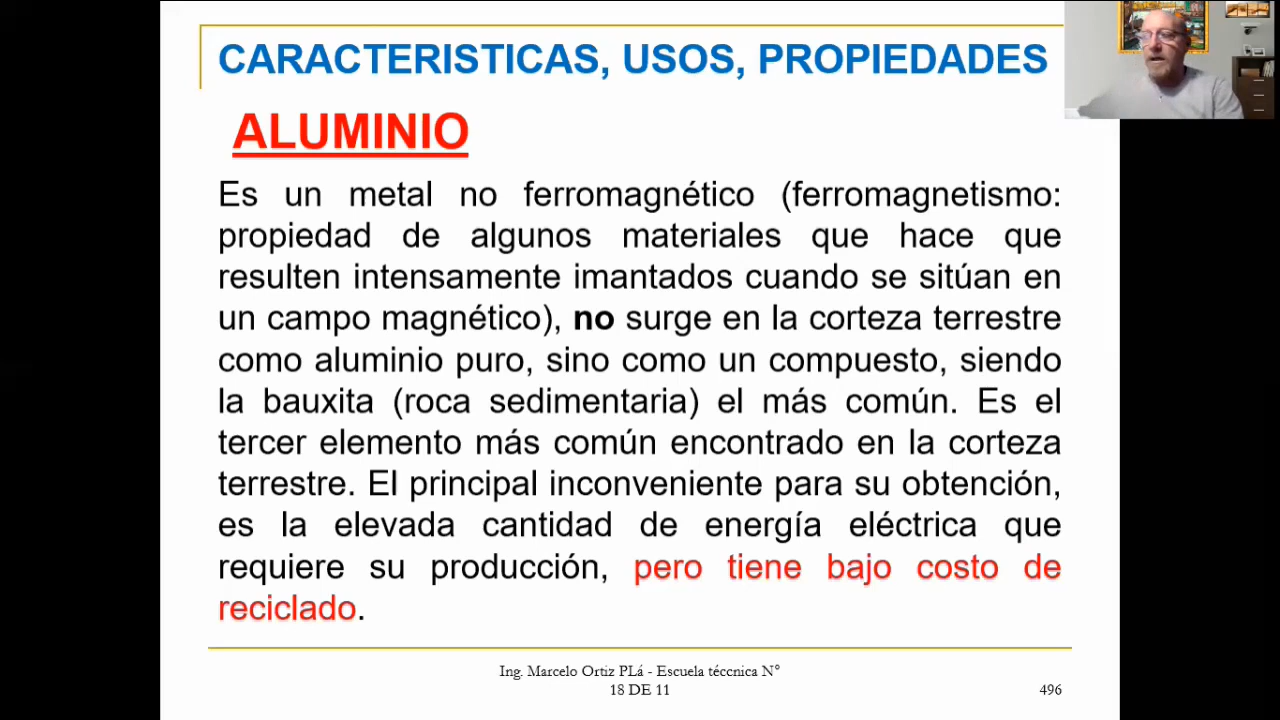 CARACTERISTICAS, USOS, PROPIEDADES
ALUMINIO
Es un metal no ferromagnético (ferromagnetismo:
propiedad de algunos materiales que hace que
resulten intensamente imantados cuando se sitúan en
un campo magnético), no surge en la corteza terrestre
como aluminio puro, sino como un compuesto, siendo
la bauxita (roca sedimentaria) el más común. Es el
tercer elemento más común encontrado en la corteza
terrestre. El principal inconveniente para su obtención,
es la elevada cantidad de energía eléctrica que
requiere su producción, pero tiene bajo costo de
reciclado.
Ing. Marcelo Ortiz PLá - Escuela téccnica N°
18 DE 11
496